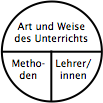 Art und Weise
des Unterrichts
Metho-
den
Lehrer/
innen